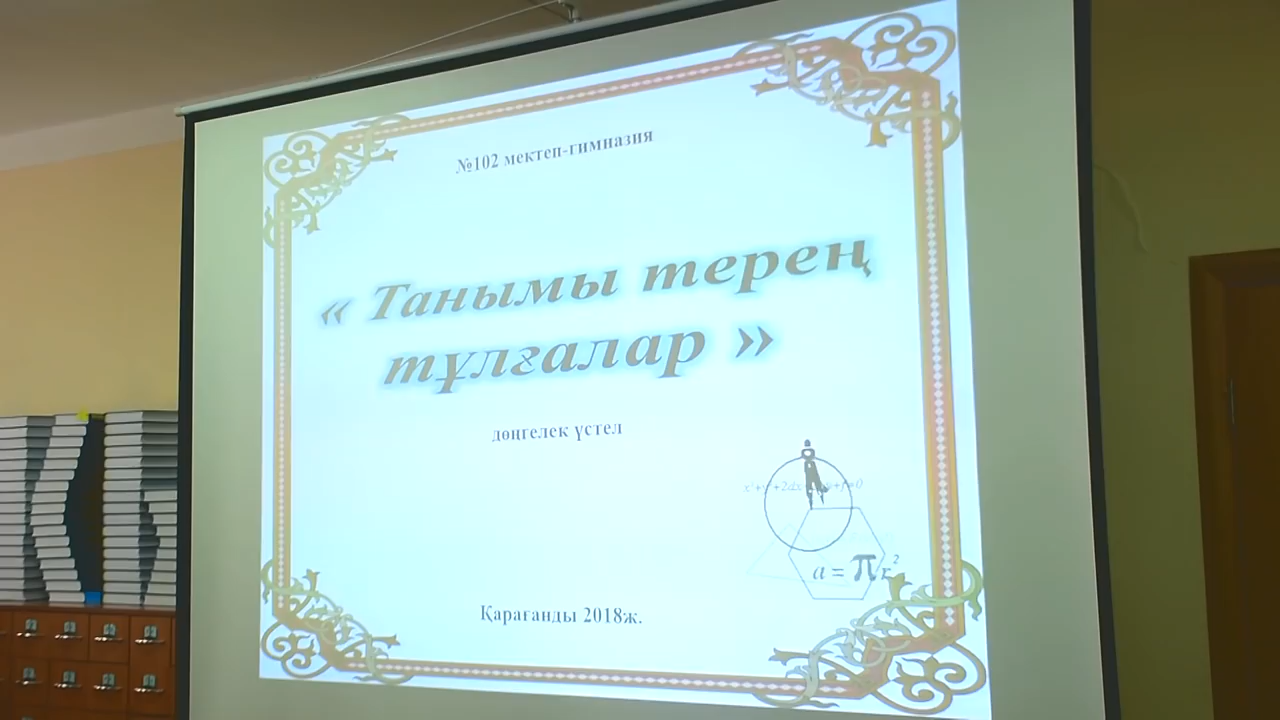 №102 мектеп-гимназия
« Танымы терең
тұлғалар »
дөңгелек үстел
a = πr²
Қарағанды 2018ж.